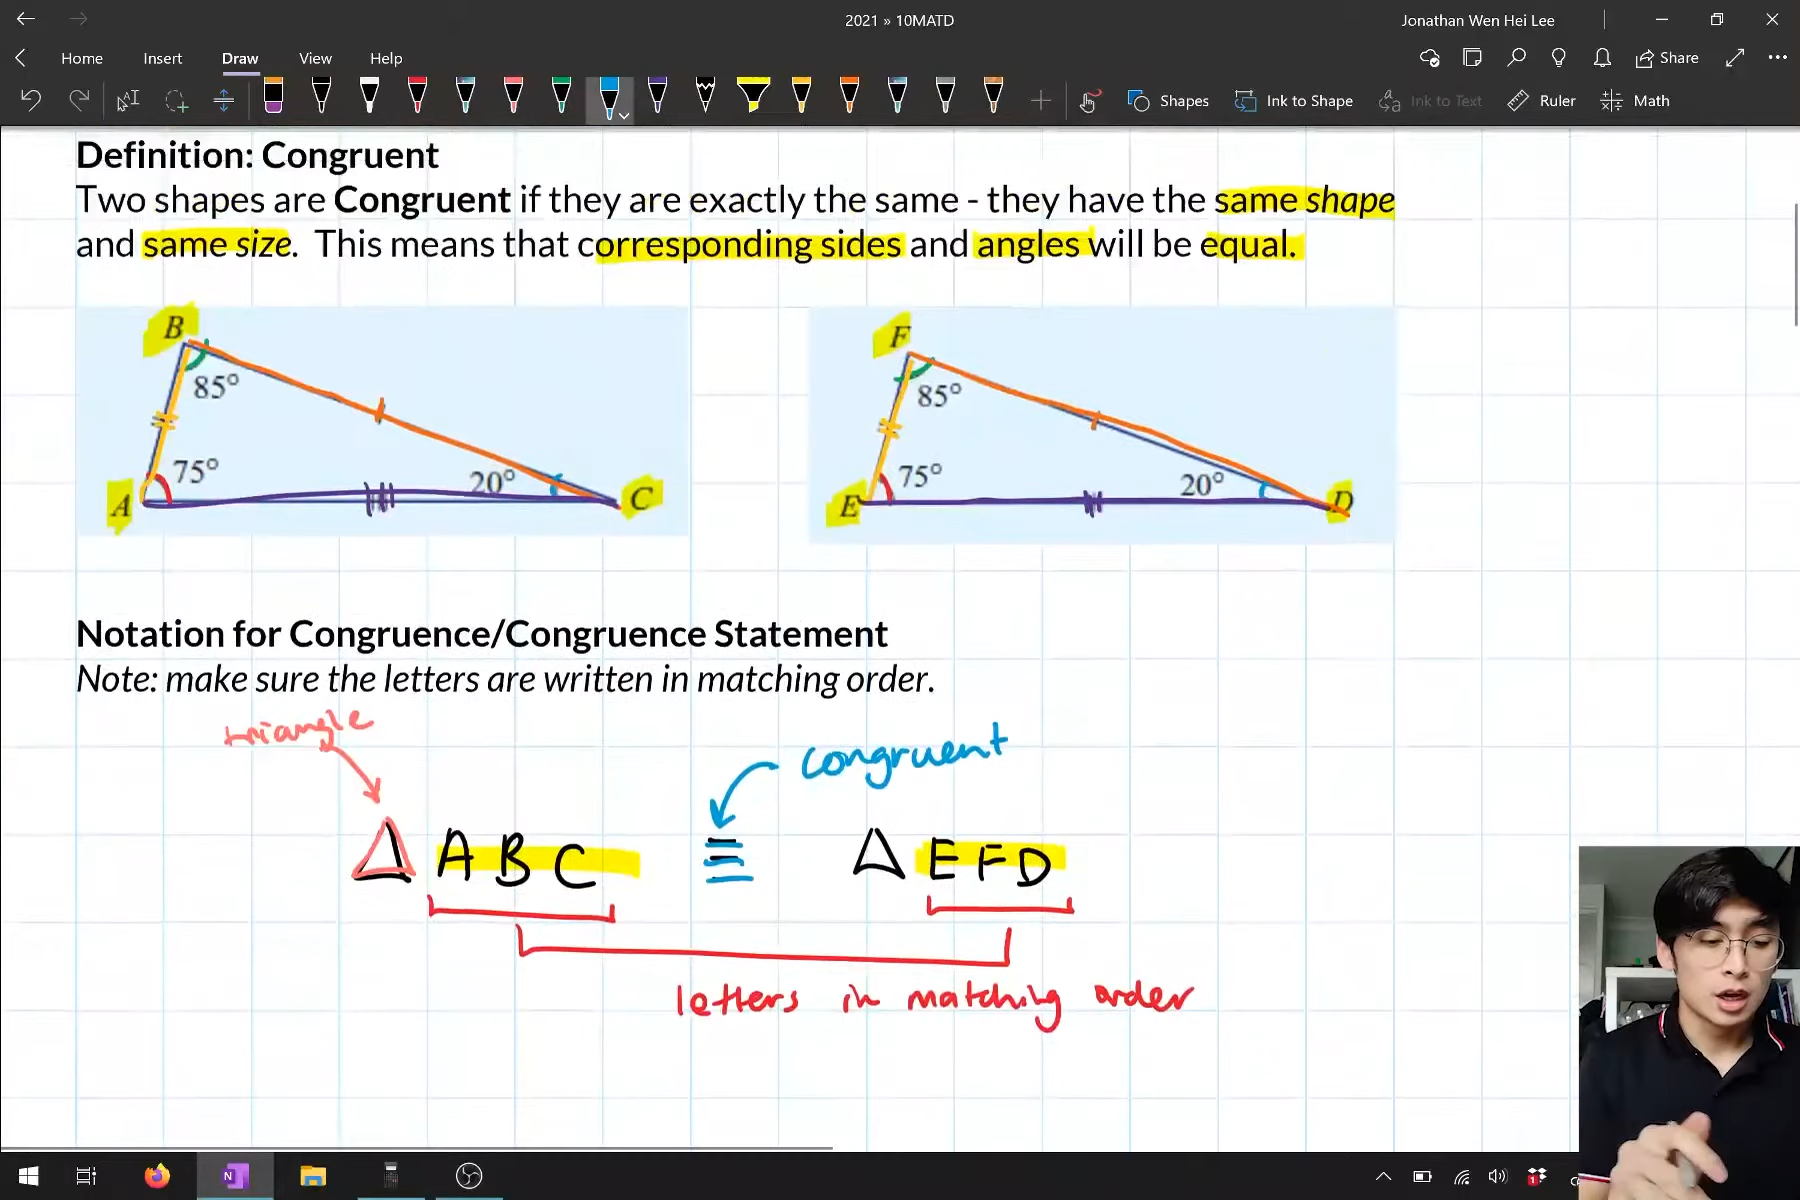 2021 » 10MATD
Jonathan Wen Hei Lee
Home Insert Draw View Help
Share
Shapes Ink to Shape Ink to Text Ruler Math
Definition: Congruent
Two shapes are Congruent if they are exactly the same - they have the same shape
and same size. This means that corresponding sides and angles will be equal.
B
85°
75°
20°
A
C
F
85°
75°
20°
E
D
Notation for Congruence/Congruence Statement
Note: make sure the letters are written in matching order.
triangle
congruent
△ ABC ≡ △ EFD
letters in matching order